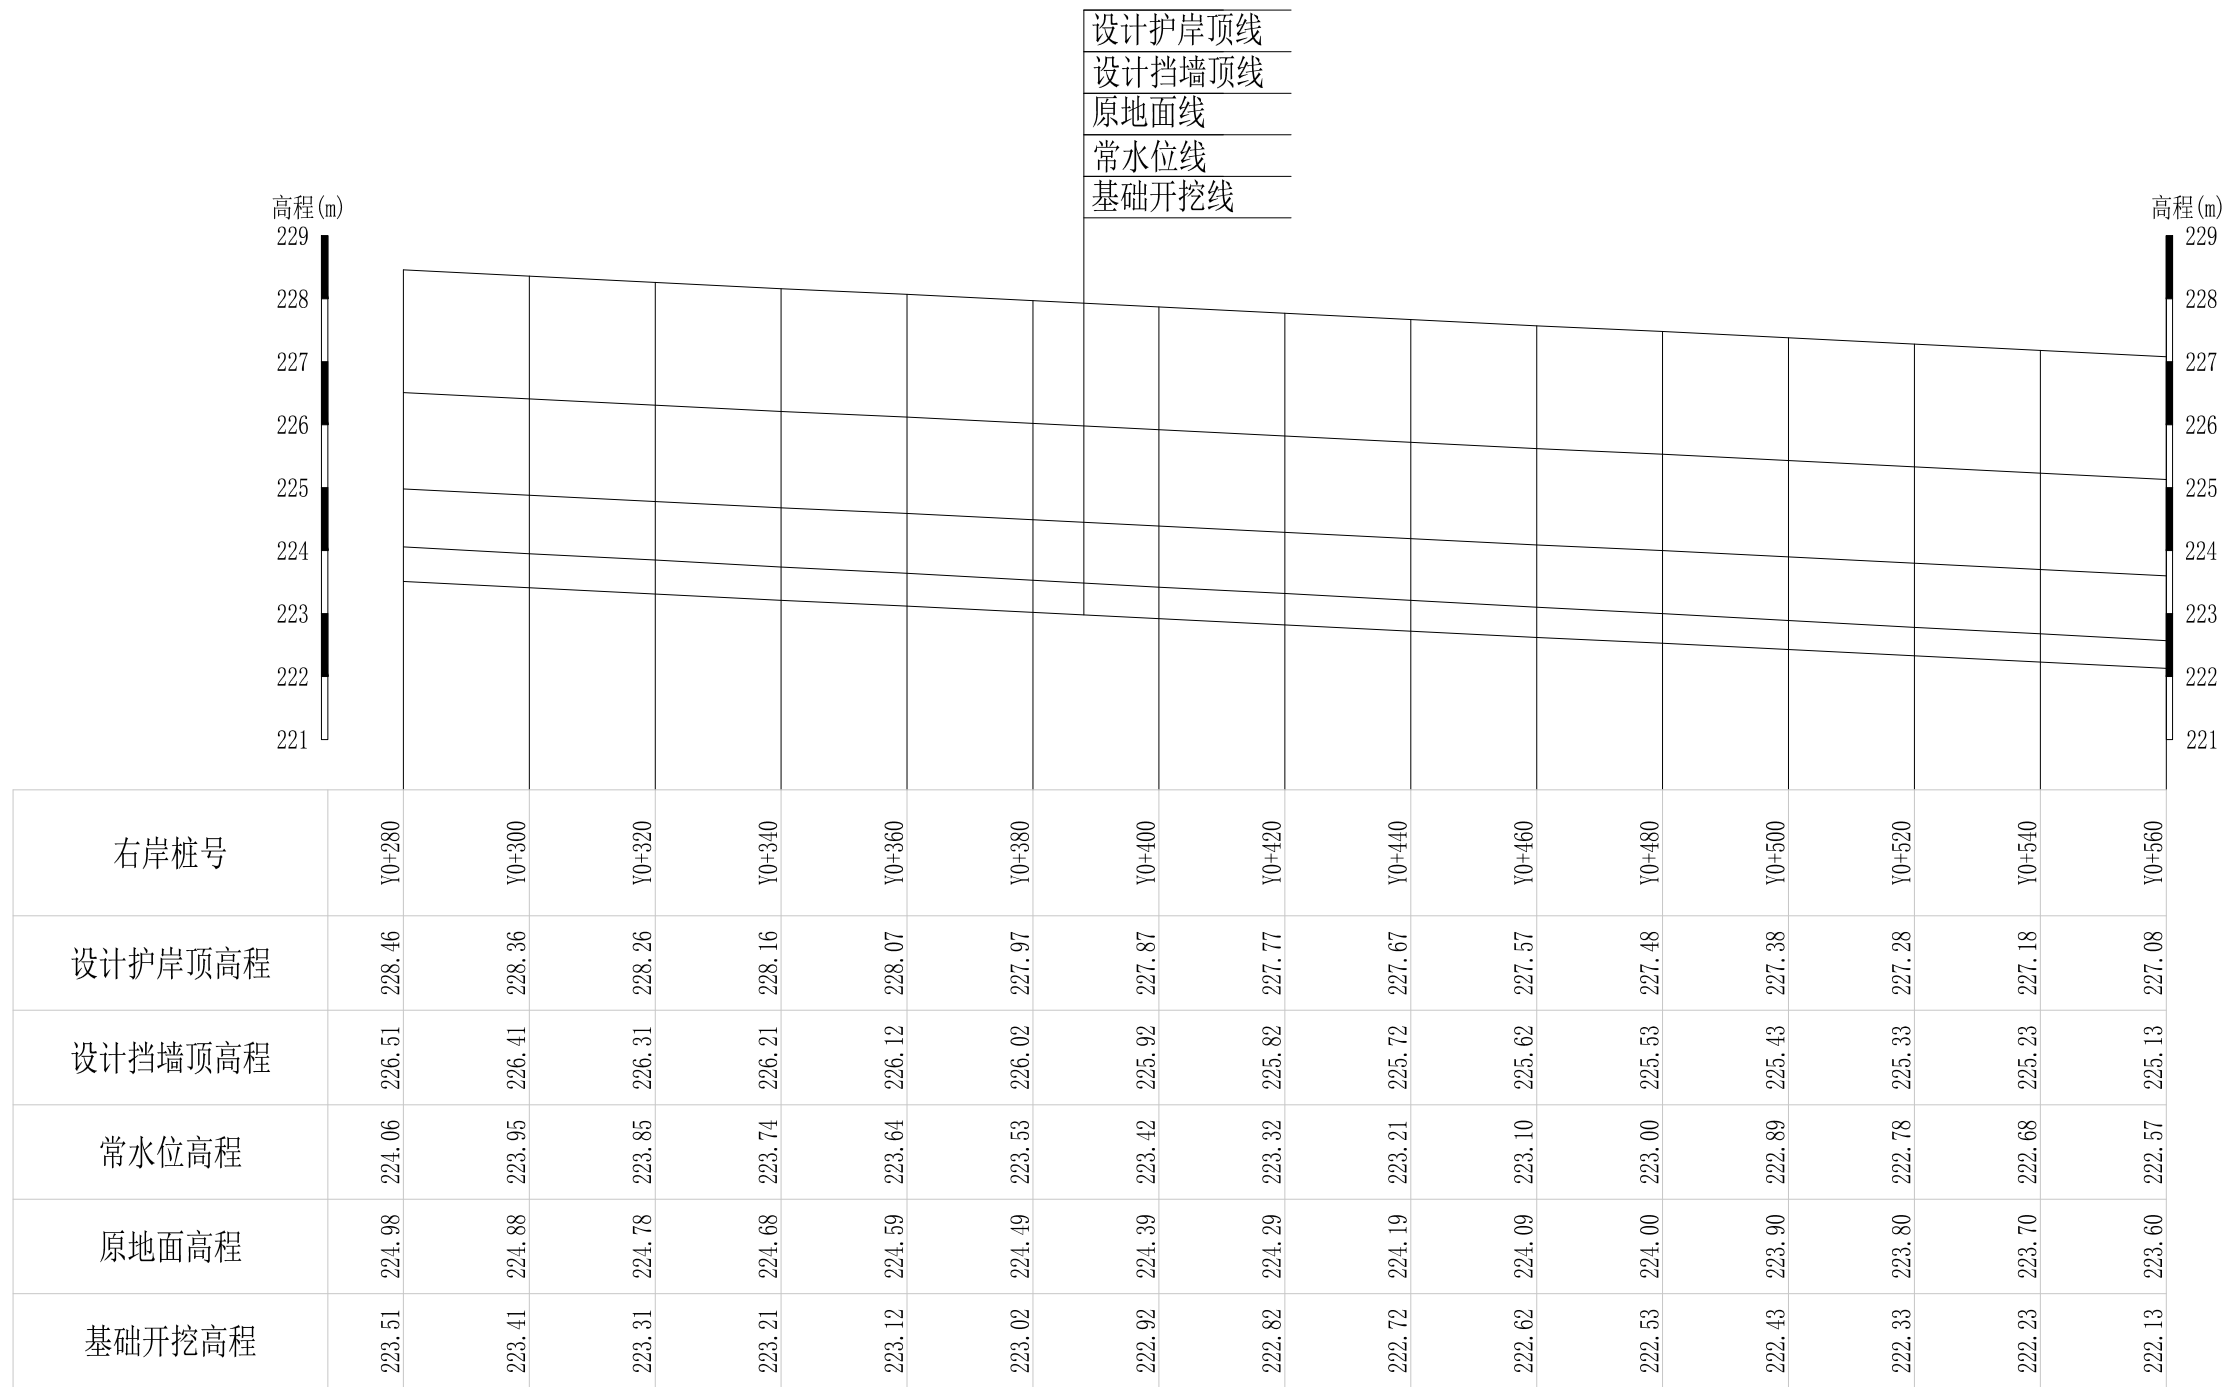 设计护岸顶线
设计挡墙顶线
原地面线
常水位线
基础开挖线
高程(m)
229
228
227
226
225
224
223
222
221
高程(m)
229
228
227
226
225
224
223
222
221
右岸桩号 Y0+280 Y0+300 Y0+320 Y0+340 Y0+360 Y0+380 Y0+400 Y0+420 Y0+440 Y0+460 Y0+480 Y0+500 Y0+520 Y0+540 Y0+560
设计护岸顶高程 228.46 228.36 228.26 228.16 228.07 227.97 227.87 227.77 227.67 227.57 227.48 227.38 227.28 227.18 227.08
设计挡墙顶高程 226.51 226.41 226.31 226.21 226.12 226.02 225.92 225.82 225.72 225.62 225.53 225.43 225.33 225.23 225.13
常水位高程 224.06 223.95 223.85 223.74 223.64 223.53 223.42 223.32 223.21 223.10 223.00 222.89 222.78 222.68 222.57
原地面高程 224.98 224.88 224.78 224.68 224.59 224.49 224.39 224.29 224.19 224.09 224.00 223.90 223.80 223.70 223.60
基础开挖高程 223.51 223.41 223.31 223.21 223.12 223.02 222.92 222.82 222.72 222.62 222.53 222.43 222.33 222.23 222.13